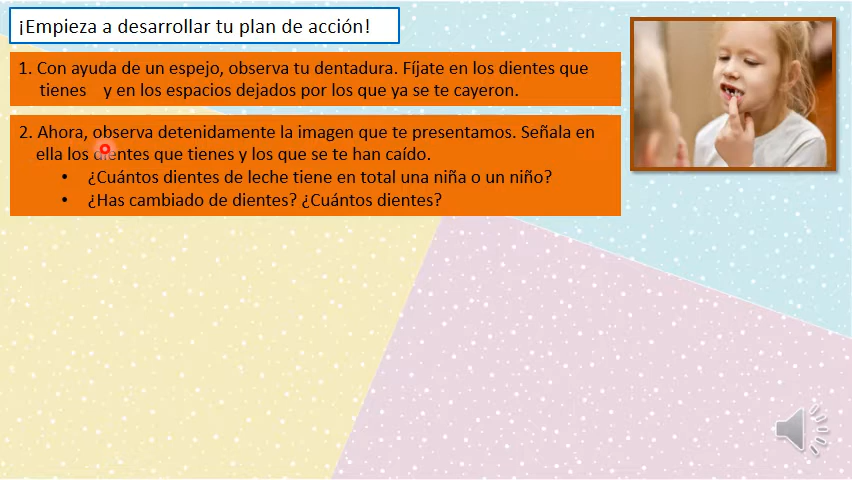 ¡Empieza a desarrollar tu plan de acción!
1. Con ayuda de un espejo, observa tu dentadura. Fíjate en los dientes que
tienes y en los espacios dejados por los que ya se te cayeron.
2. Ahora, observa detenidamente la imagen que te presentamos. Señala en
ella los dientes que tienes y los que se te han caído.
• ¿Cuántos dientes de leche tiene en total una niña o un niño?
• ¿Has cambiado de dientes? ¿Cuántos dientes?